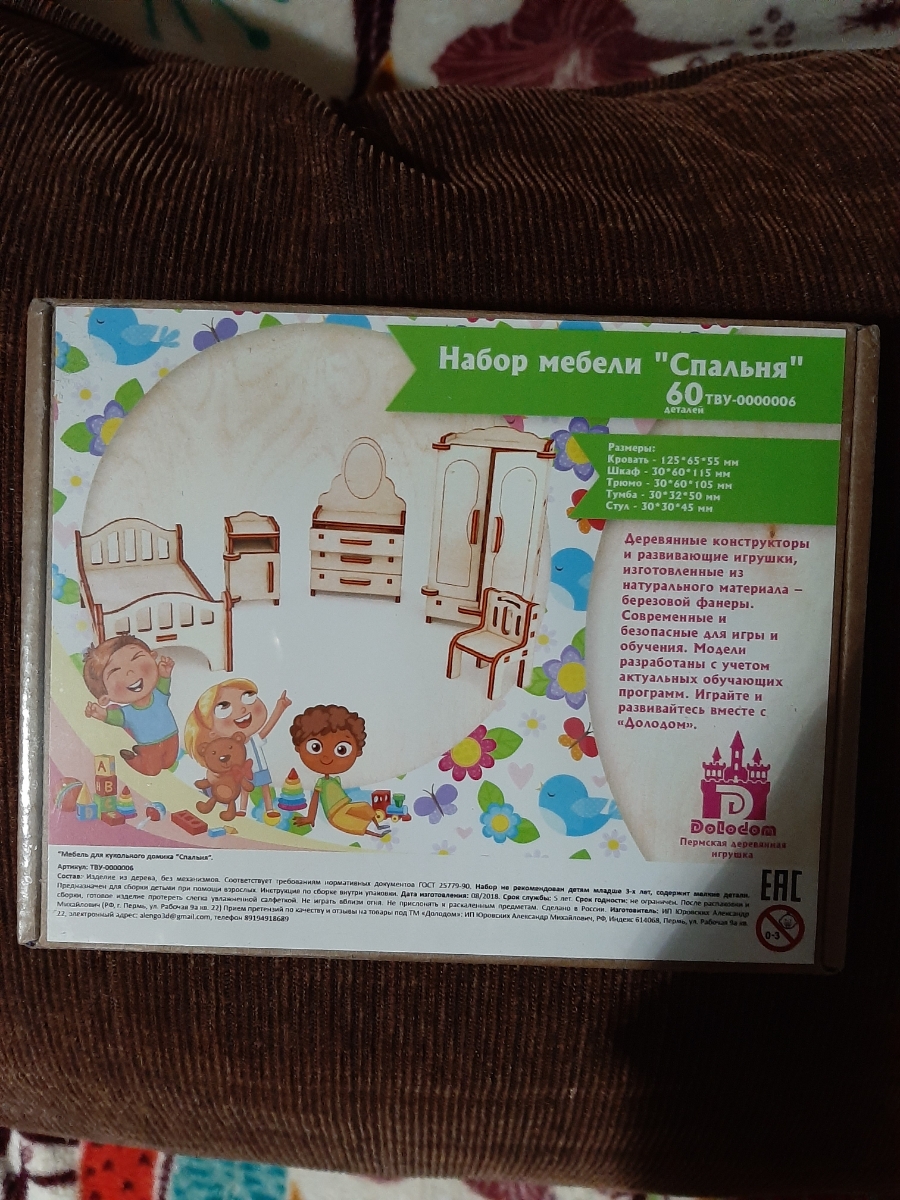 Набор мебели "Спальня"
60 ТВУ-0000006
деталей
Размеры:
Кровать - 125*65*55 мм
Шкаф - 30*60*115 мм
Трюмо - 30*60*105 мм
Тумба - 30*32*50 мм
Стул - 30*30*45 мм
Деревянные конструкторы
и развивающие игрушки,
изготовленные из
натурального материала –
березовой фанеры.
Современные и
безопасные для игры и
обучения. Модели
разработаны с учетом
актуальных обучающих
программ. Играйте и
развивайтесь вместе с
«Долодом».
D
DoLodom
Пермская деревянная
игрушка
A
B
"Мебель для кукольного домика "Спальня".
Артикул: ТВУ-0000006
Состав: Изделие из дерева, без механизмов. Соответствует требованиям нормативных документов ГОСТ 25779-90. Набор не рекомендован детям младше 3-х лет, содержит мелкие детали.
Предназначен для сборки детьми при помощи взрослых. Инструкции по сборке внутри упаковки. Дата изготовления: 08/2018. Срок службы: 5 лет. Срок годности: не ограничен. После распаковки и
сборки, готовое изделие протереть слегка увлажненной салфеткой. Не играть вблизи огня. Не прислонять к раскаленным предметам. Сделано в России. Изготовитель: ИП Юровских Александр
Михайлович (РФ, г. Пермь, ул. Рабочая 9а кв. 22) Прием претензий по качеству и отзывы на товары под ТМ «Долодом»: ИП Юровских Александр Михайлович, РФ, Индекс 614068, Пермь, ул. Рабочая 9а кв.
22, электронный адрес: alengo3d@gmail.com, телефон 89194918689
EAC
0-3